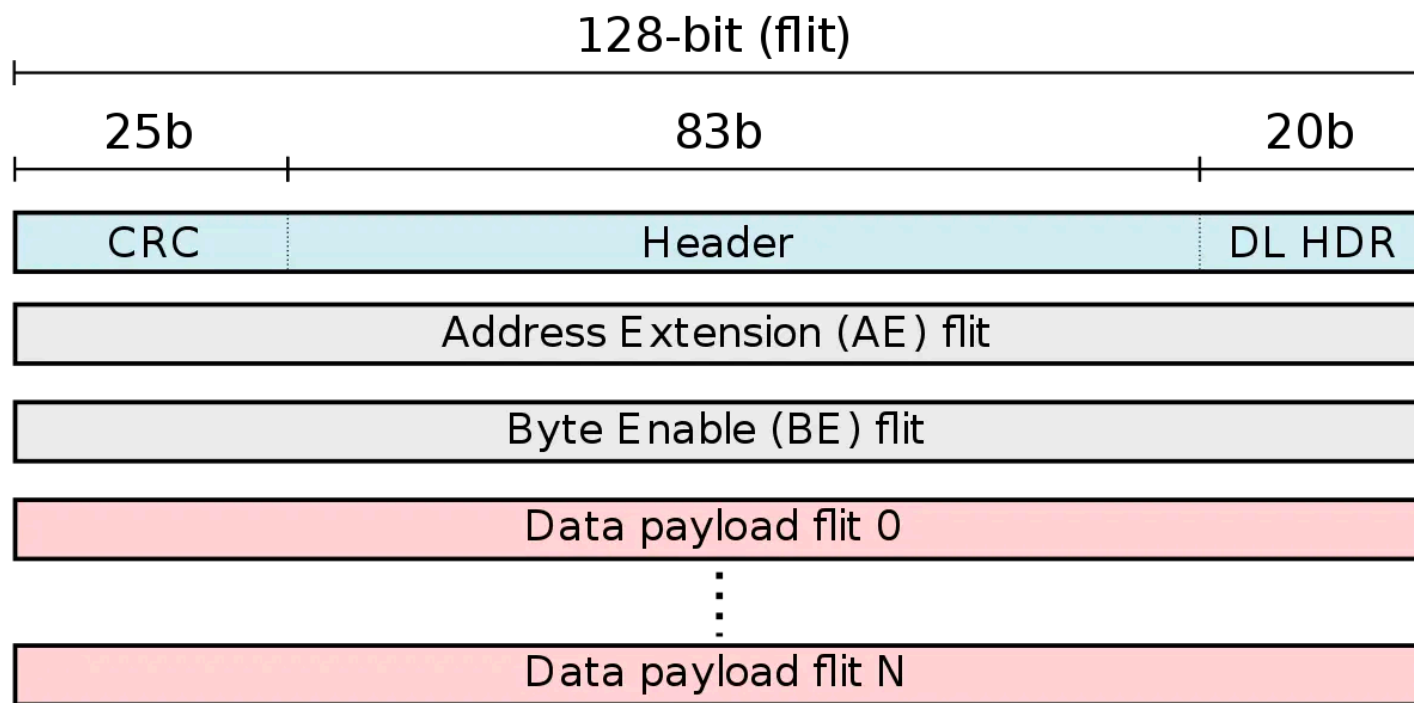 128-bit (flit)
25b 83b 20b
CRC Header DL HDR
Address Extension (AE) flit
Byte Enable (BE) flit
Data payload flit 0
Data payload flit N